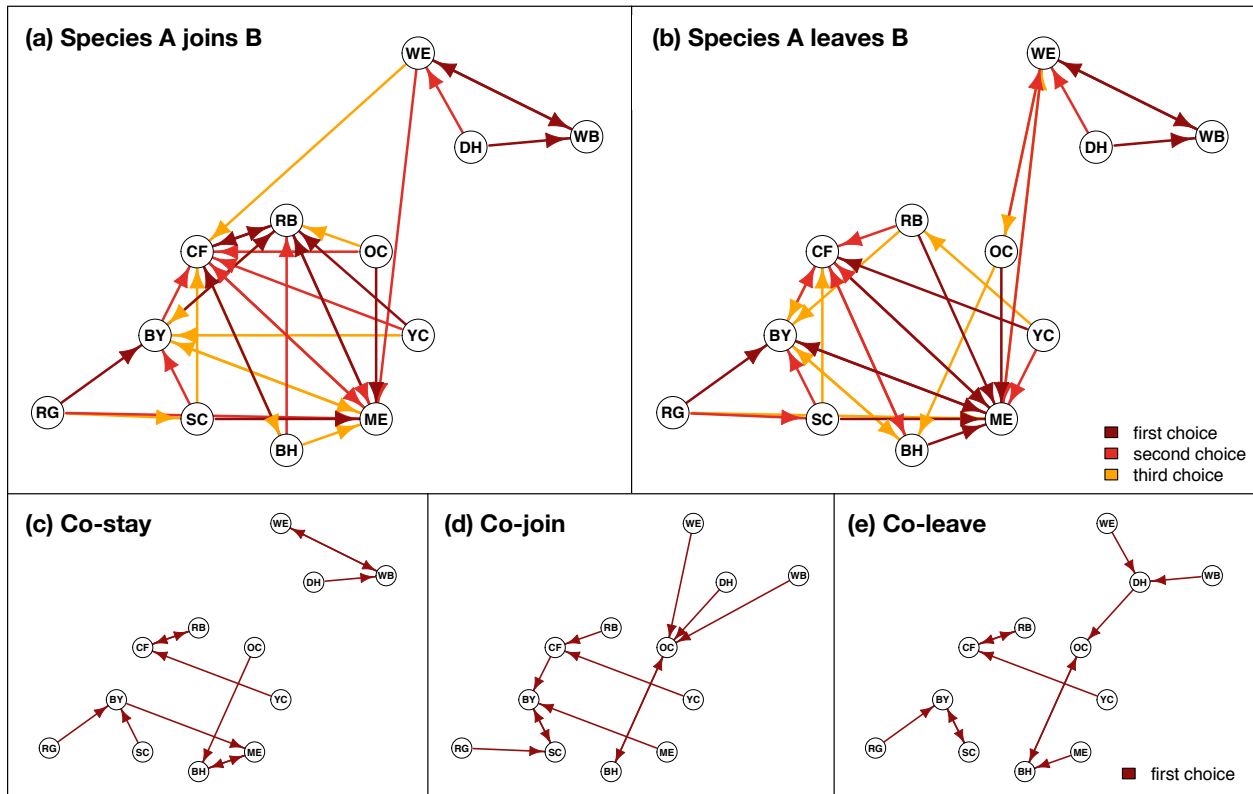 (a) Species A joins B
WE
WB
DH
RB
CF
OC
BY
YC
RG
SC
ME
BH
(b) Species A leaves B
WE
WB
DH
RB
CF
OC
BY
YC
RG
SC
ME
BH
first choice
second choice
third choice
(c) Co-stay
WE
DH
WB
RB
CF
OC
BY
YC
RG
SC
ME
BH
(d) Co-join
WE
DH
WB
RB
CF
OC
BY
YC
RG
SC
ME
BH
(e) Co-leave
WE
DH
WB
RB
CF
OC
BY
YC
RG
SC
ME
BH
first choice